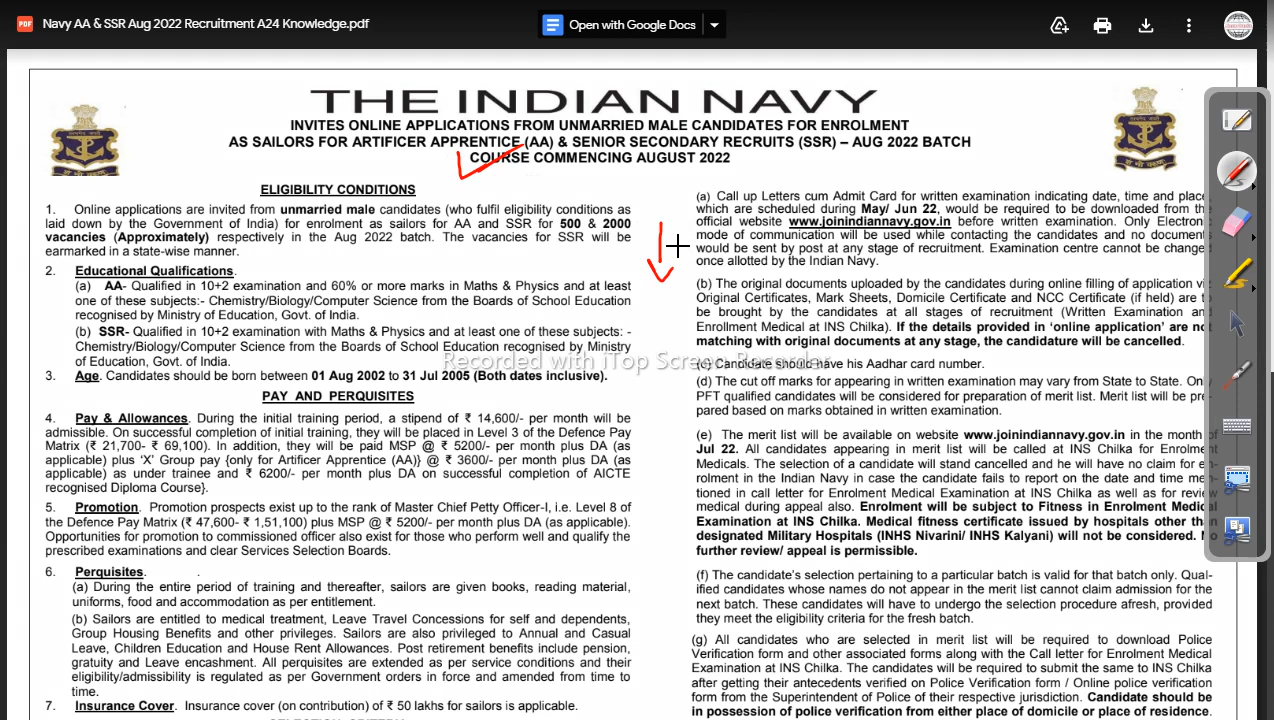 Navy AA & SSR Aug 2022 Recruitment A24 Knowledge.pdf
Open with Google Docs
THE INDIAN NAVY
INVITES ONLINE APPLICATIONS FROM UNMARRIED MALE CANDIDATES FOR ENROLMENT
AS SAILORS FOR ARTIFICER APPRENTICE (AA) & SENIOR SECONDARY RECRUITS (SSR) – AUG 2022 BATCH
COURSE COMMENCING AUGUST 2022
ELIGIBILITY CONDITIONS
1. Online applications are invited from unmarried male candidates (who fulfil eligibility conditions as
laid down by the Government of India) for enrolment as sailors for AA and SSR for 500 & 2000
vacancies (Approximately) respectively in the Aug 2022 batch. The vacancies for SSR will be
earmarked in a state-wise manner.
2. Educational Qualifications.
(a) AA- Qualified in 10+2 examination and 60% or more marks in Maths & Physics and at least
one of these subjects:- Chemistry/Biology/Computer Science from the Boards of School Education
recognised by Ministry of Education, Govt. of India.
(b) SSR- Qualified in 10+2 examination with Maths & Physics and at least one of these subjects: -
Chemistry/Biology/Computer Science from the Boards of School Education recognised by Ministry
of Education, Govt. of India.
3. Age. Candidates should be born between 01 Aug 2002 to 31 Jul 2005 (Both dates inclusive).
PAY AND PERQUISITES
4. Pay & Allowances. During the initial training period, a stipend of ₹ 14,600/- per month will be
admissible. On successful completion of initial training, they will be placed in Level 3 of the Defence Pay
Matrix (₹ 21,700- ₹ 69,100). In addition, they will be paid MSP @ ₹ 5200/- per month plus DA (as
applicable) plus ‘X’ Group pay {only for Artificer Apprentice (AA)} @ ₹ 3600/- per month plus DA (as
applicable) as under trainee and ₹ 6200/- per month plus DA on successful completion of AICTE
recognised Diploma Course}.
5. Promotion. Promotion prospects exist up to the rank of Master Chief Petty Officer-I, i.e. Level 8 of
the Defence Pay Matrix (₹ 47,600- ₹ 1,51,100) plus MSP @ ₹ 5200/- per month plus DA (as applicable).
Opportunities for promotion to commissioned officer also exist for those who perform well and qualify the
prescribed examinations and clear Services Selection Boards.
6. Perquisites.
(a) During the entire period of training and thereafter, sailors are given books, reading material,
uniforms, food and accommodation as per entitlement.
(b) Sailors are entitled to medical treatment, Leave Travel Concessions for self and dependents,
Group Housing Benefits and other privileges. Sailors are also privileged to Annual and Casual
Leave, Children Education and House Rent Allowances. Post retirement benefits include pension,
gratuity and Leave encashment. All perquisites are extended as per service conditions and their
eligibility/admissibility is regulated as per Government orders in force and amended from time to
time.
7. Insurance Cover. Insurance cover (on contribution) of ₹ 50 lakhs for sailors is applicable.
(a) Call up Letters cum Admit Card for written examination indicating date, time and place,
which are scheduled during May/ Jun 22, would be required to be downloaded from the
official website www.joinindiannavy.gov.in before written examination. Only Electron
mode of communication will be used while contacting the candidates and no document
would be sent by post at any stage of recruitment. Examination centre cannot be change
once allotted by the Indian Navy.
(b) The original documents uploaded by the candidates during online filling of application vi
Original Certificates, Mark Sheets, Domicile Certificate and NCC Certificate (if held) are t
be brought by the candidates at all stages of recruitment (Written Examination and
Enrollment Medical at INS Chilka). If the details provided in ‘online application’ are no
matching with original documents at any stage, the candidature will be cancelled.
Recorded with iTop Screen Recorder
(c) Candidate should have his Aadhar card number.
(d) The cut off marks for appearing in written examination may vary from State to State. Onl
PFT qualified candidates will be considered for preparation of merit list. Merit list will be pre-
pared based on marks obtained in written examination.
(e) The merit list will be available on website www.joinindiannavy.gov.in in the month of
Jul 22. All candidates appearing in merit list will be called at INS Chilka for Enrolment
Medicals. The selection of a candidate will stand cancelled and he will have no claim for en-
rolment in the Indian Navy in case the candidate fails to report on the date and time men-
tioned in call letter for Enrolment Medical Examination at INS Chilka as well as for review
medical during appeal also. Enrolment will be subject to Fitness in Enrolment Medical
Examination at INS Chilka. Medical fitness certificate issued by hospitals other than
designated Military Hospitals (INHS Nivarini/ INHS Kalyani) will not be considered. No
further review/ appeal is permissible.
(f) The candidate’s selection pertaining to a particular batch is valid for that batch only. Qual-
ified candidates whose names do not appear in the merit list cannot claim admission for the
next batch. These candidates will have to undergo the selection procedure afresh, provided
they meet the eligibility criteria for the fresh batch.
(g) All candidates who are selected in merit list will be required to download Police
Verification form and other associated forms along with the Call letter for Enrolment Medical
Examination at INS Chilka. The candidates will be required to submit the same to INS Chilka
after getting their antecedents verified on Police Verification form / Online police verification
form from the Superintendent of Police of their respective jurisdiction. Candidate should be
in possession of police verification from either place of domicile or place of residence.